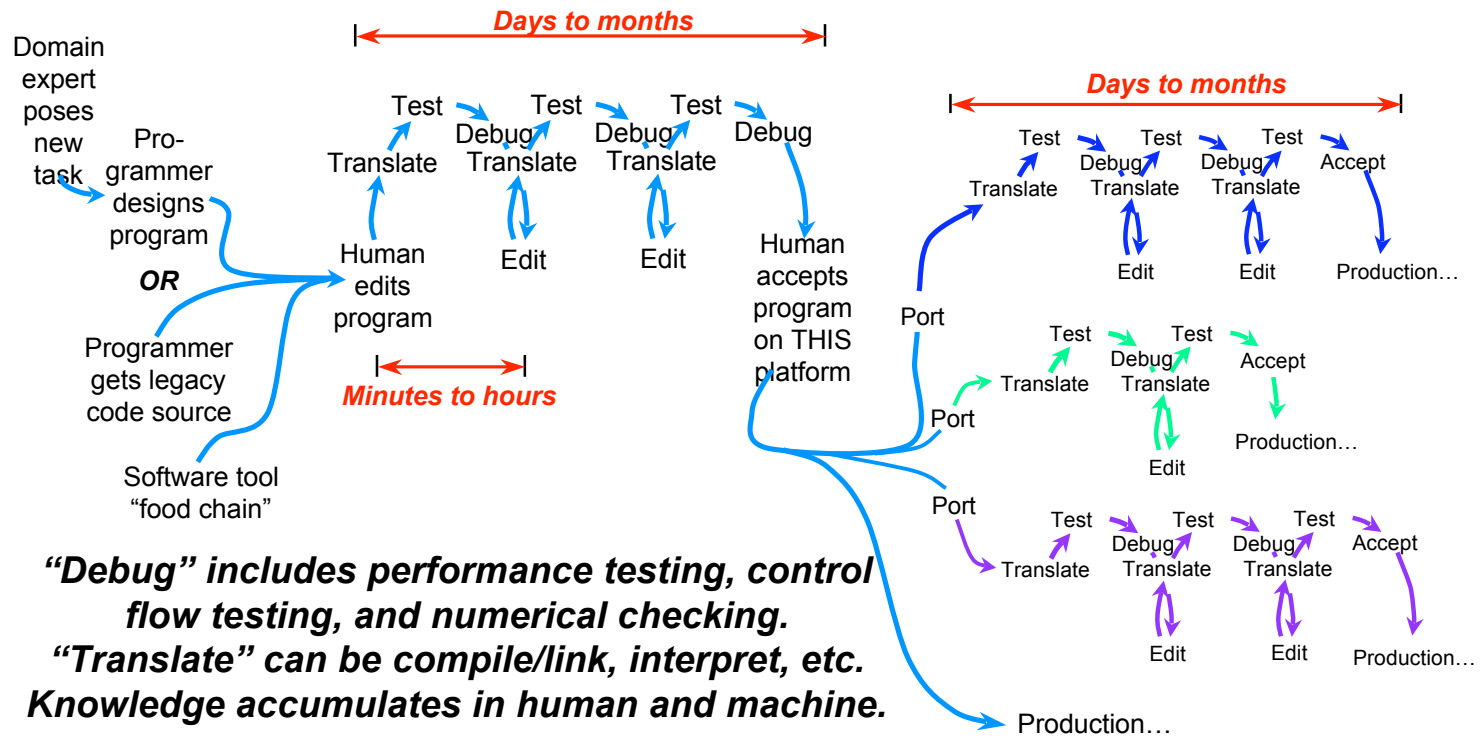 Days to months
Domain
expert
poses
new
task
Pro-
grammer
designs
program
OR
Programmer
gets legacy
code source
Software tool
“food chain”
Human
edits
program
Minutes to hours
Translate
Test
Debug
Translate
Edit
Test
Debug
Translate
Edit
Test
Debug
Human
accepts
program
on THIS
platform
Days to months
Port
Translate
Test
Debug
Translate
Edit
Test
Debug
Translate
Edit
Test
Accept
Production…
Port
Translate
Test
Debug
Translate
Edit
Test
Accept
Production…
Port
Translate
Test
Debug
Translate
Edit
Test
Debug
Translate
Edit
Test
Accept
Production…
Production…
“Debug” includes performance testing, control
flow testing, and numerical checking.
“Translate” can be compile/link, interpret, etc.
Knowledge accumulates in human and machine.